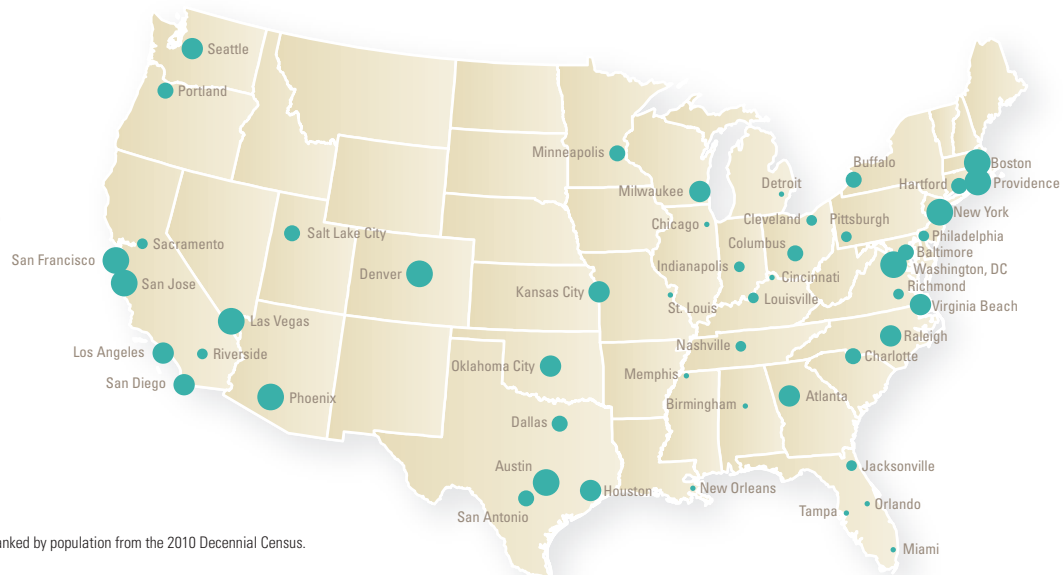 Seattle
Portland
Minneapolis
Milwaukee
Detroit
Buffalo
Boston
Hartford
Providence
New York
Chicago
Cleveland
Pittsburgh
Philadelphia
Baltimore
Washington, DC
Columbus
Indianapolis
Cincinnati
Richmond
Virginia Beach
Sacramento
Salt Lake City
San Francisco
San Jose
Denver
Kansas City
St. Louis
Louisville
Las Vegas
Raleigh
Los Angeles
Riverside
Nashville
Charlotte
San Diego
Oklahoma City
Memphis
Phoenix
Birmingham
Atlanta
Dallas
Austin
Houston
San Antonio
New Orleans
Jacksonville
Orlando
Tampa
Miami
anked by population from the 2010 Decennial Census.